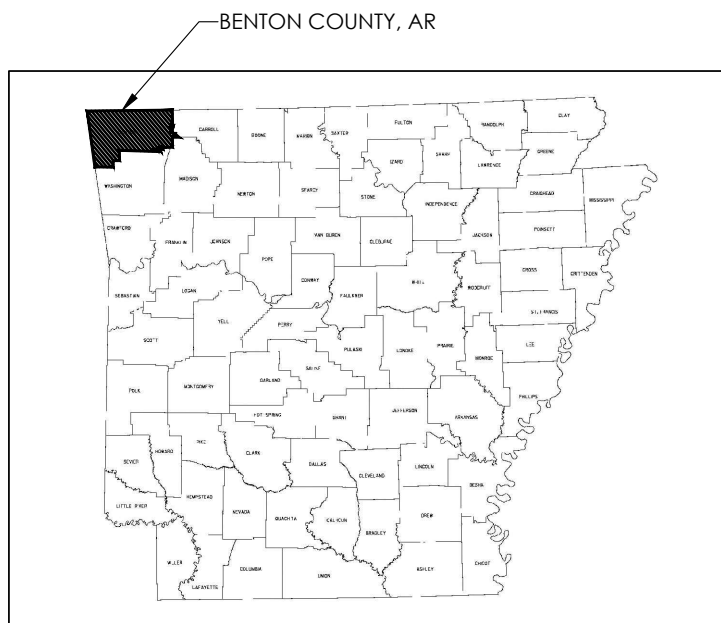 BENTON COUNTY, AR
CARROLL
BOONE
MARION
BAXTER
FULTON
RANDOLPH
CLAY
IZARD
SHARP
LAWRENCE
GREENE
WASHINGTON
MADISON
NEWTON
SEARCY
STONE
INDEPENDENCE
CRAIGHEAD
MISSISSIPPI
CRAWFORD
FRANKLIN
JOHNSON
POPE
VAN BUREN
CLEBURNE
JACKSON
POINSETT
SEBASTIAN
LOGAN
CONWAY
FAULKNER
WHITE
WOODRUFF
CROSS
CRITTENDEN
ST. FRANCIS
SCOTT
YELL
PERRY
PULASKI
LONOKE
PRAIRIE
MONROE
LEE
POLK
MONTGOMERY
GARLAND
SALINE
PHILLIPS
HOT SPRING
GRANT
JEFFERSON
ARKANSAS
SEVIER
HOWARD
PIKE
CLARK
DALLAS
CLEVELAND
LINCOLN
DESHA
LITTLE RIVER
HEMPSTEAD
NEVADA
OUACHITA
CALHOUN
BRADLEY
DREW
MILLER
LAFAYETTE
COLUMBIA
UNION
ASHLEY
CHICOT